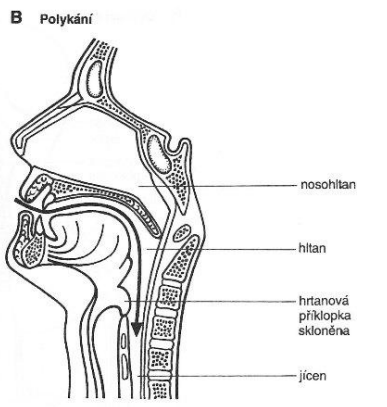 B Polykání
nosohltan
hltan
hrtanová
příklopka
skloněna
jícen